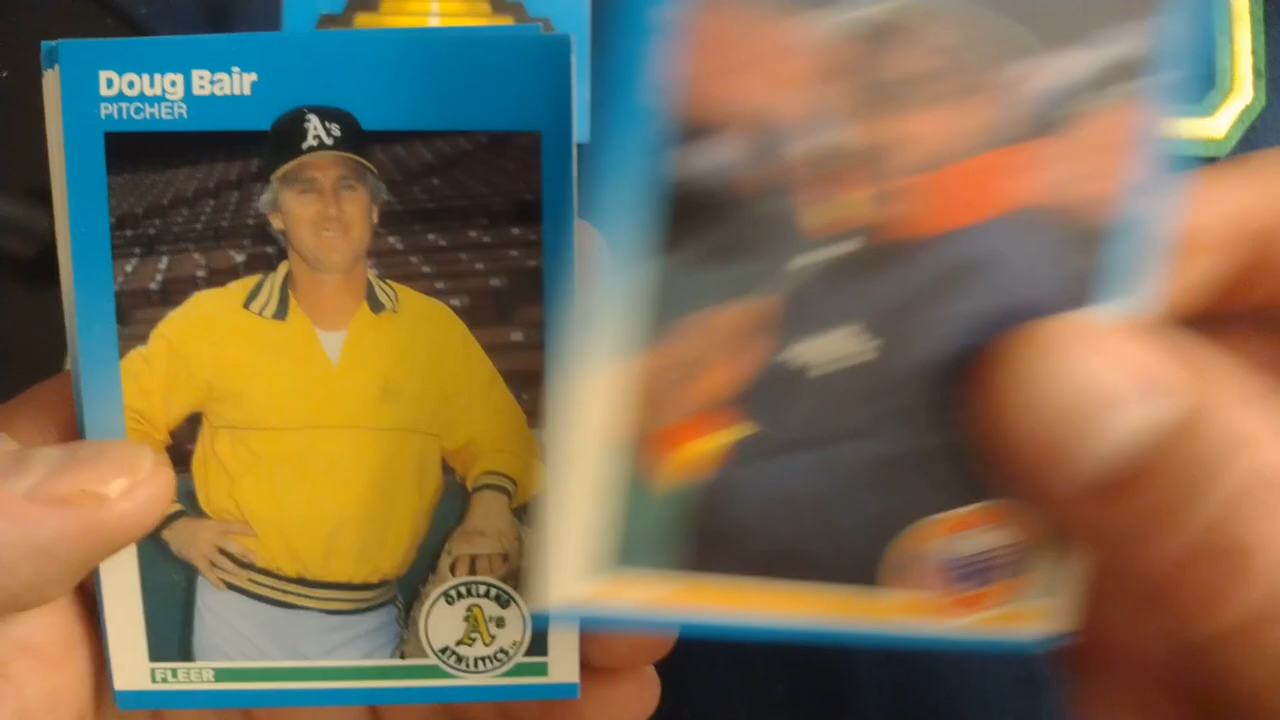 Doug Bair
PITCHER
A's
OAKLAND
A's
ATHLETICS
FLEER